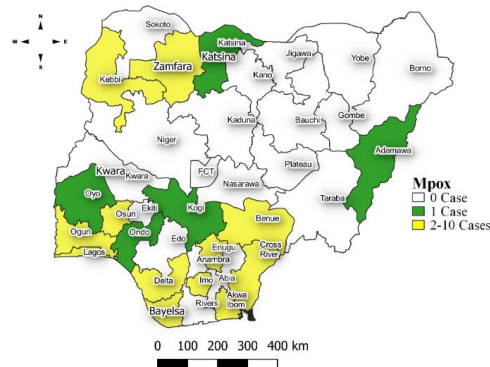 N
W E
S
Sokoto
Katsina
Katsina
Jigawa
Yobe
Borno
Zamfara
Kebbi
Kano
Kaduna
Bauchi
Gombe
Adamawa
Niger
Plateau
Kwara
Kwara
FCT
Nasarawa
Taraba
Oyo
Ekiti
Kogi
Osun
Benue
Ogun
Ondo
Edo
Lagos
Enugu
Cross
River
Anambra
Delta
Imo
Abia
Akwa
Ibom
Bayelsa
Rivers
Mpox
0 Case
1 Case
2-10 Cases
0 100 200 300 400 km